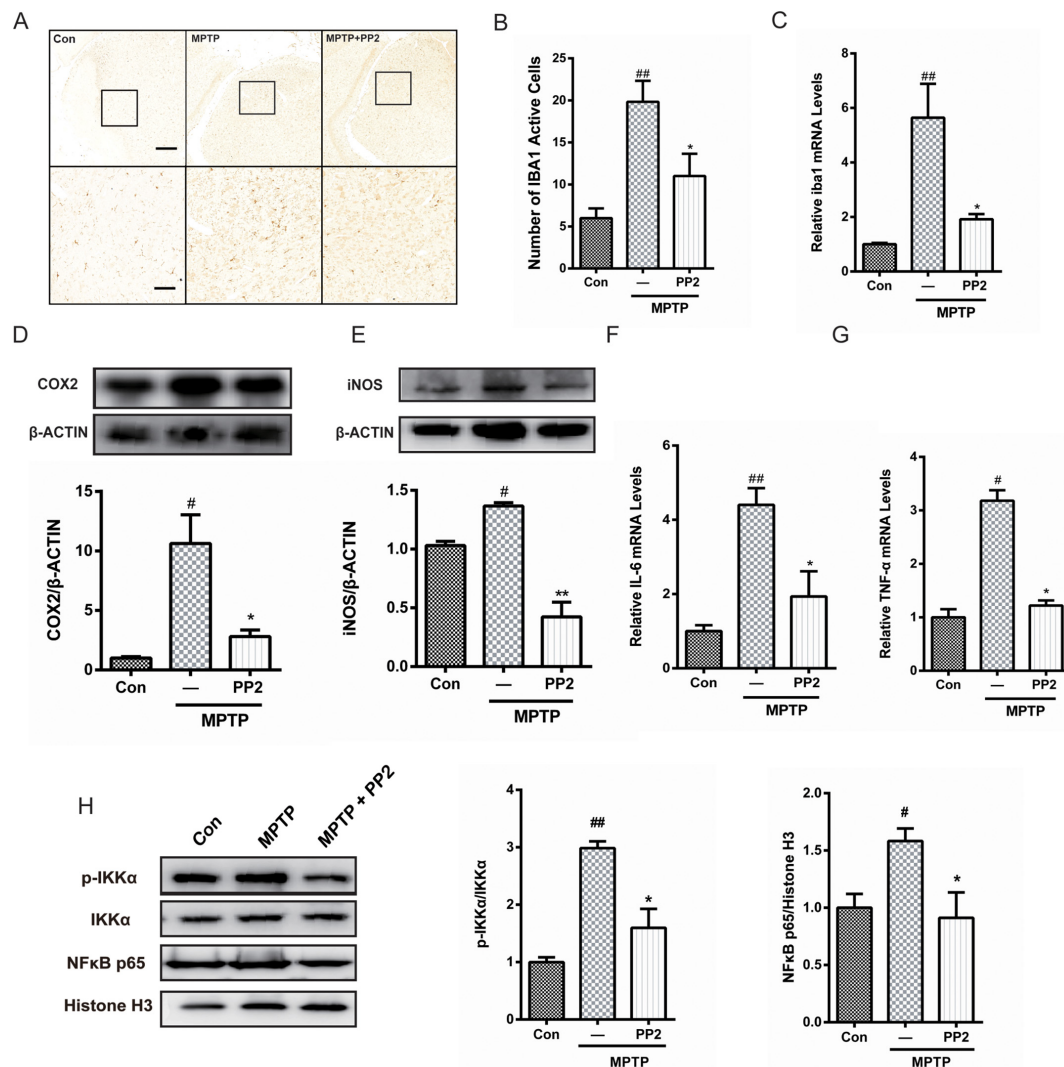 A
Con
MPTP
MPTP+PP2
B
Number of IBA1 Active Cells
25
20
15
10
5
0
##
*
Con
—
PP2
MPTP
C
Relative iba1 mRNA Levels
8
6
4
2
0
##
*
Con
—
PP2
MPTP
D
COX2
β-ACTIN
COX2/β-ACTIN
15
10
5
0
#
*
Con
—
PP2
MPTP
E
iNOS
β-ACTIN
iNOS/β-ACTIN
1.5
1.0
0.5
0.0
#
**
Con
—
PP2
MPTP
F
Relative IL-6 mRNA Levels
6
4
2
0
##
*
Con
—
PP2
MPTP
G
Relative TNF-α mRNA Levels
4
3
2
1
0
#
*
Con
—
PP2
MPTP
H
Con
MPTP
MPTP + PP2
p-IKKα
IKKα
NFκB p65
Histone H3
p-IKKα/IKKα
4
3
2
1
0
##
*
Con
—
PP2
MPTP
NFκB p65/Histone H3
2.0
1.5
1.0
0.5
0.0
#
*
Con
—
PP2
MPTP